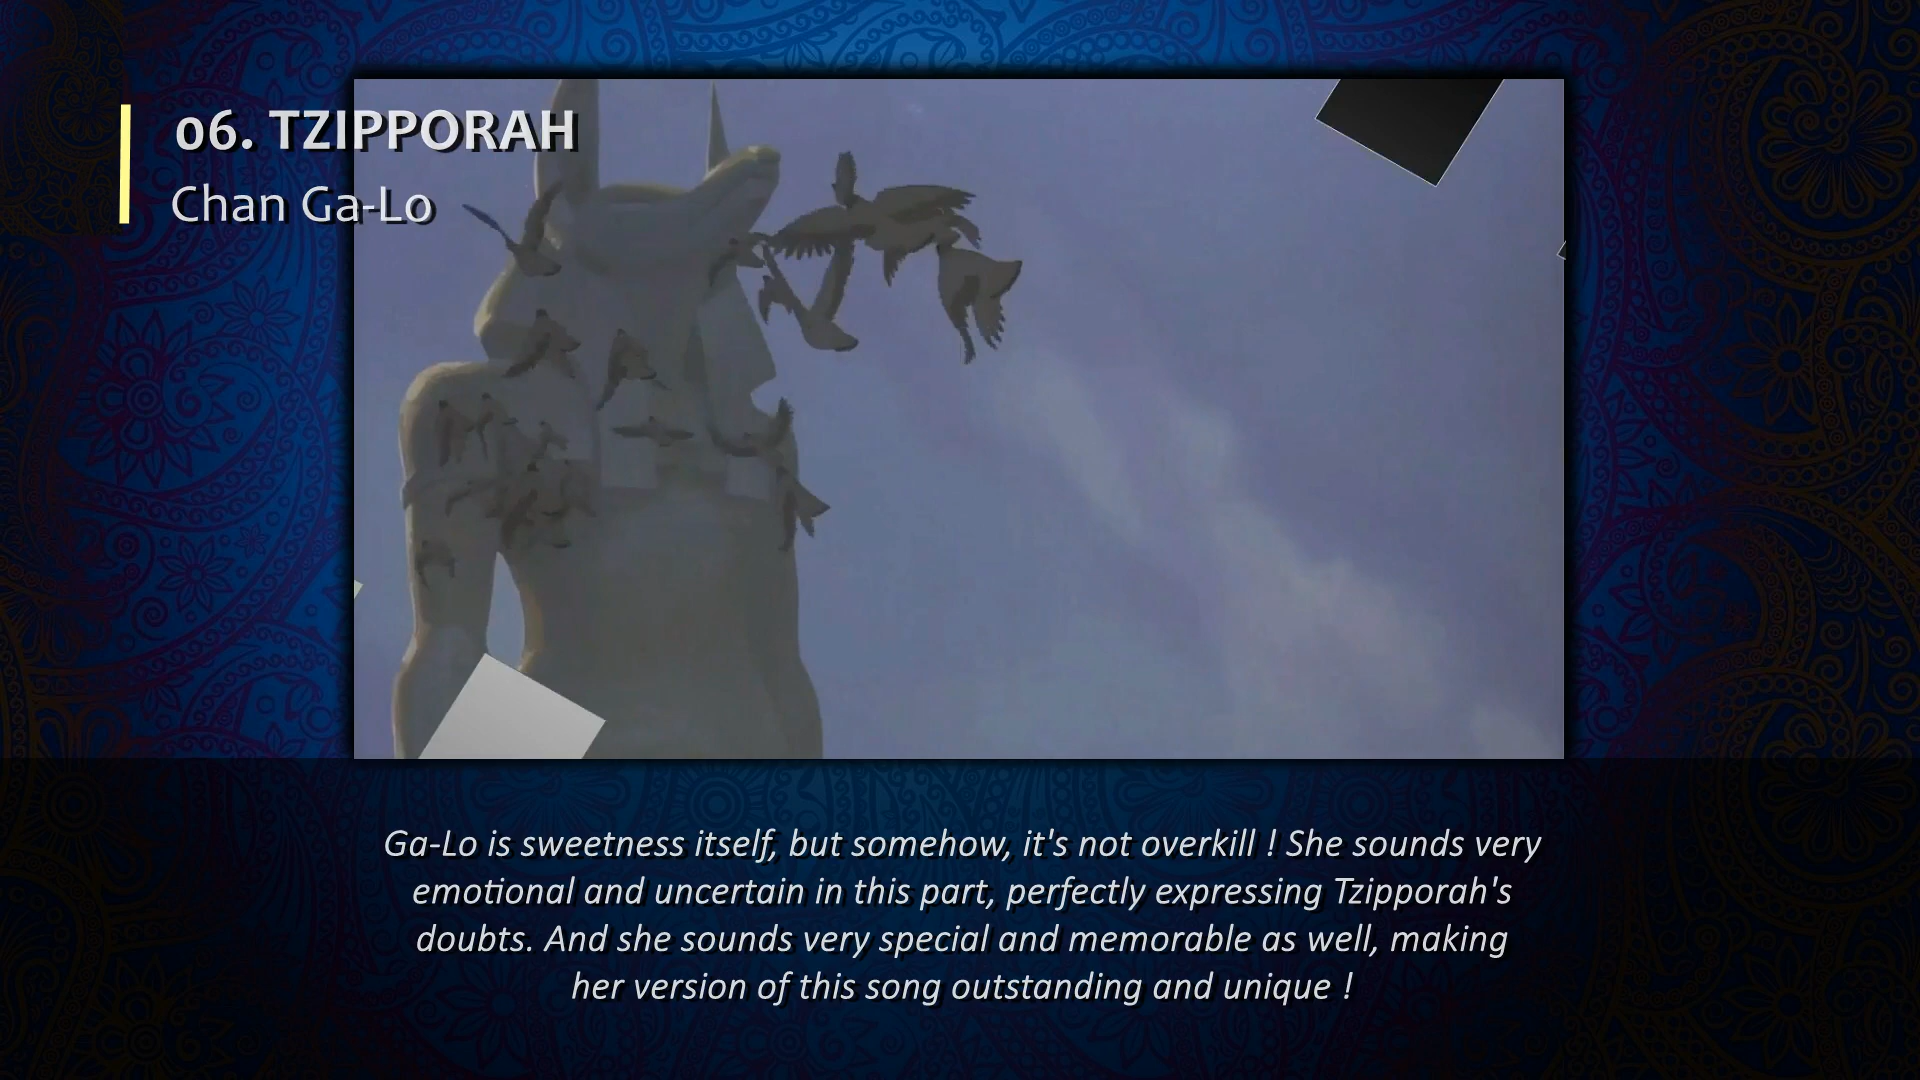 06. TZIPPORAH
Chan Ga-Lo
Ga-Lo is sweetness itself, but somehow, it's not overkill ! She sounds very
emotional and uncertain in this part, perfectly expressing Tzipporah's
doubts. And she sounds very special and memorable as well, making
her version of this song outstanding and unique !